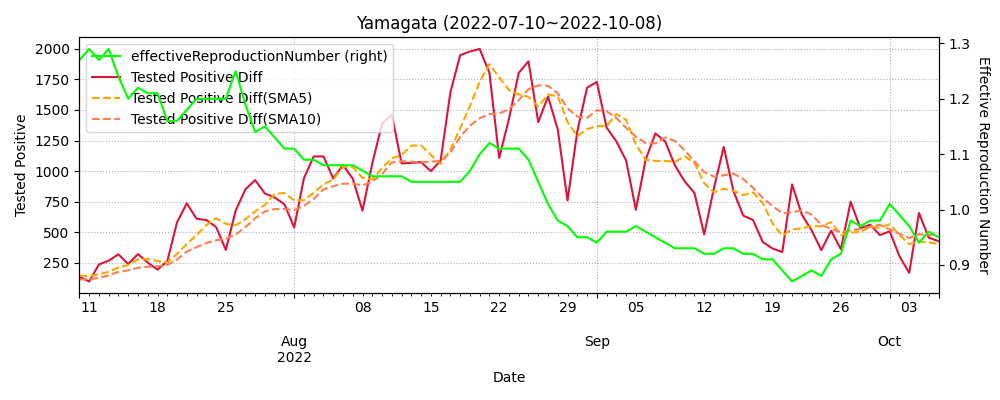 Yamagata (2022-07-10~2022-10-08)
effectiveReproductionNumber (right)
Tested Positive Diff
Tested Positive Diff(SMA5)
Tested Positive Diff(SMA10)
Tested Positive
2000
1750
1500
1250
1000
750
500
250
1.3
1.2
1.1
1.0
0.9
Effective Reproduction Number
11 18 25 08 15 22 29 05 12 19 26 03
Aug Sep Oct
2022
Date